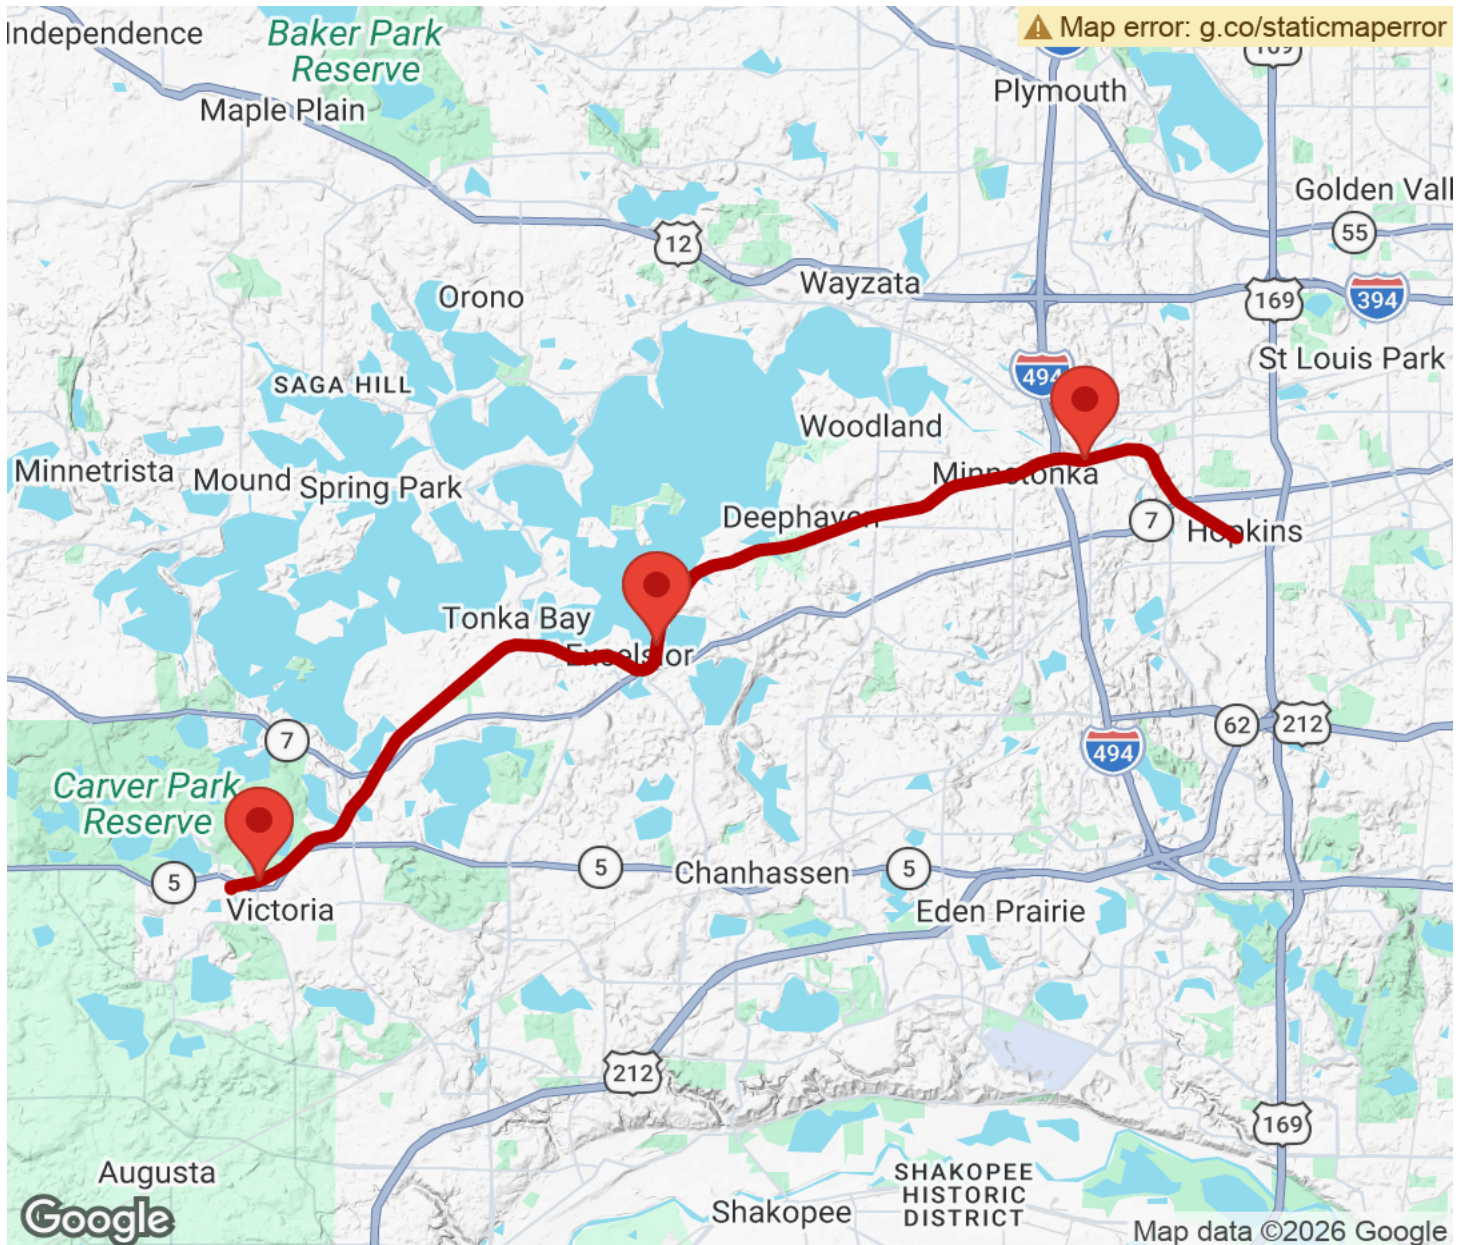 Independence
Baker Park
Reserve
Map error: g.co/staticmaperror
169
Plymouth
Maple Plain
Golden Vall
55
12
Wayzata
Orono
169
394
St Louis Park
SAGA HILL
494
Woodland
Minnetrista
Mound
Spring Park
Minnetonka
Deephaven
7
Hopkins
Tonka Bay
Excelsior
7
62
212
494
Carver Park
Reserve
5
5
Chanhassen
5
Victoria
Eden Prairie
212
169
Augusta
SHAKOPEE
HISTORIC
DISTRICT
Shakopee
Google
Map data ©2026 Google